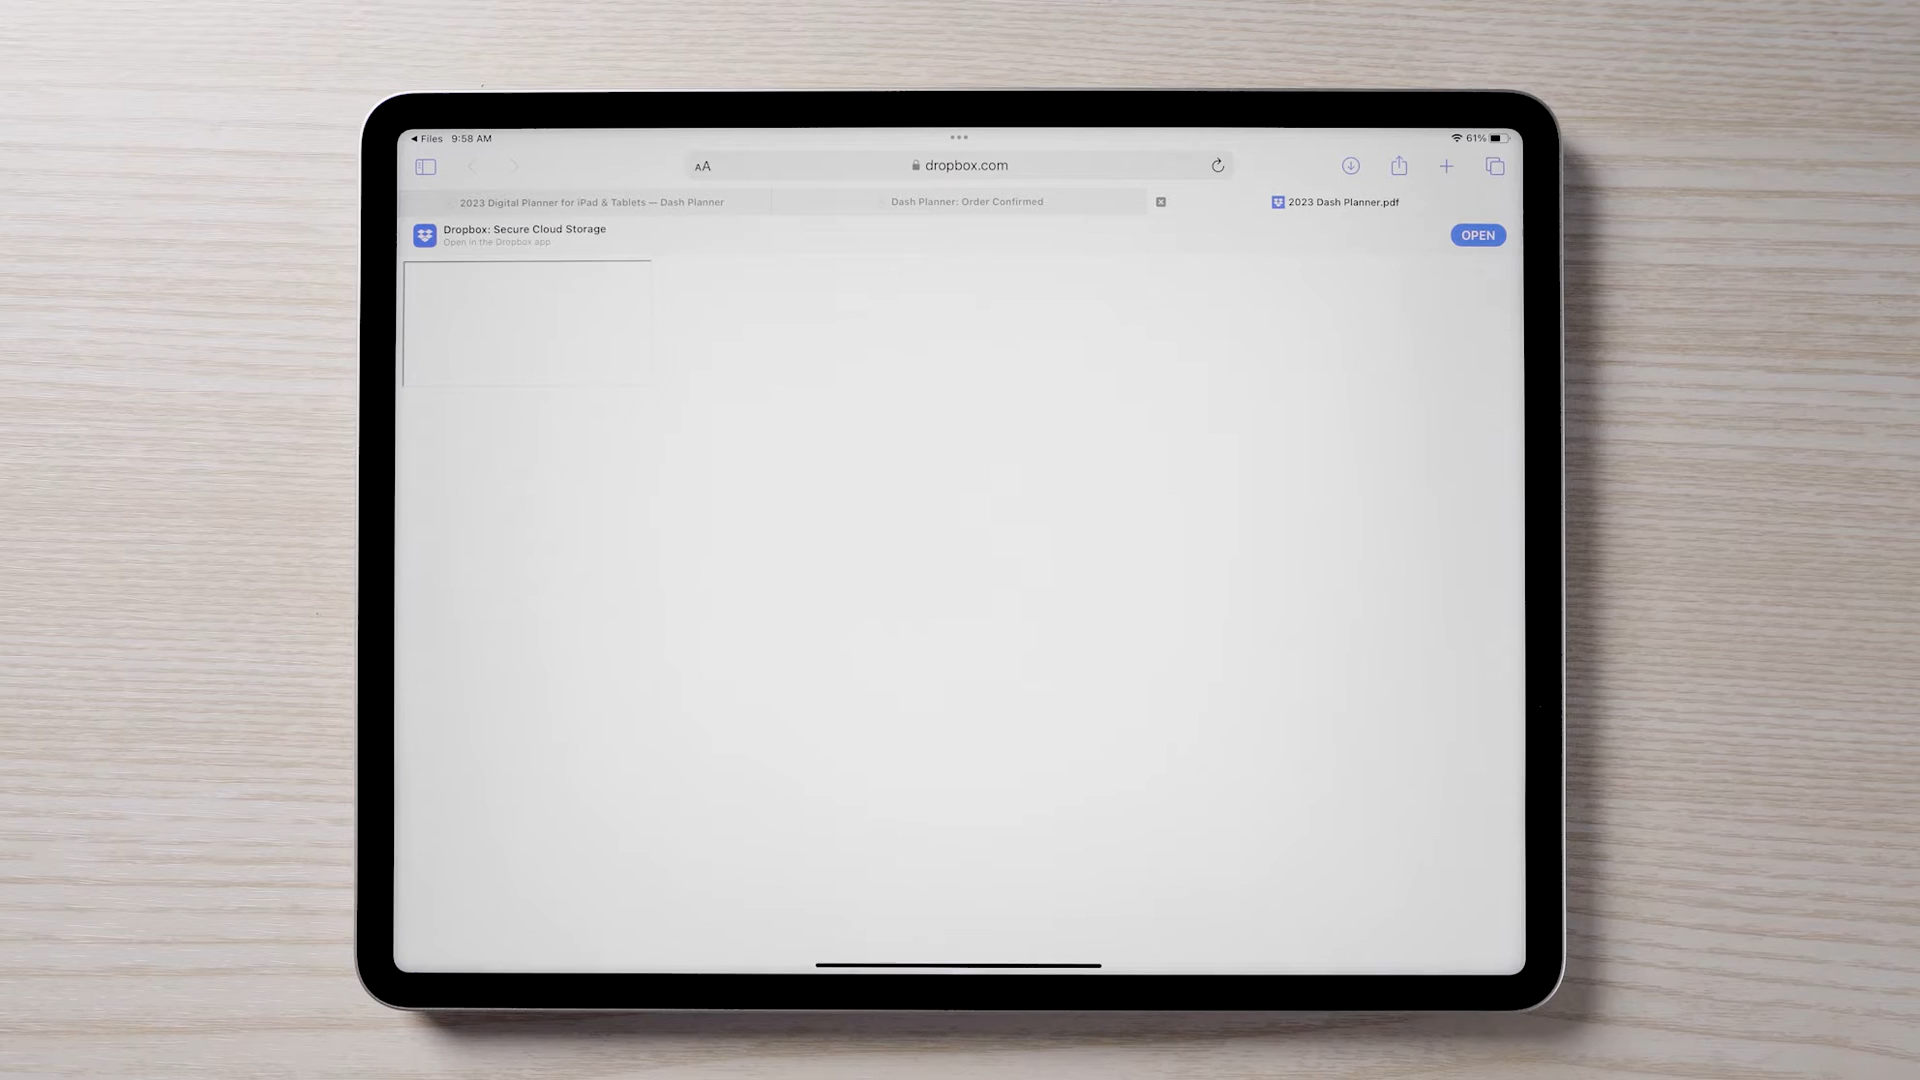 ◀ Files 9:58 AM
61%
AA
dropbox.com
2023 Digital Planner for iPad & Tablets — Dash Planner
Dash Planner: Order Confirmed
2023 Dash Planner.pdf
Dropbox: Secure Cloud Storage
Open in the Dropbox app
OPEN